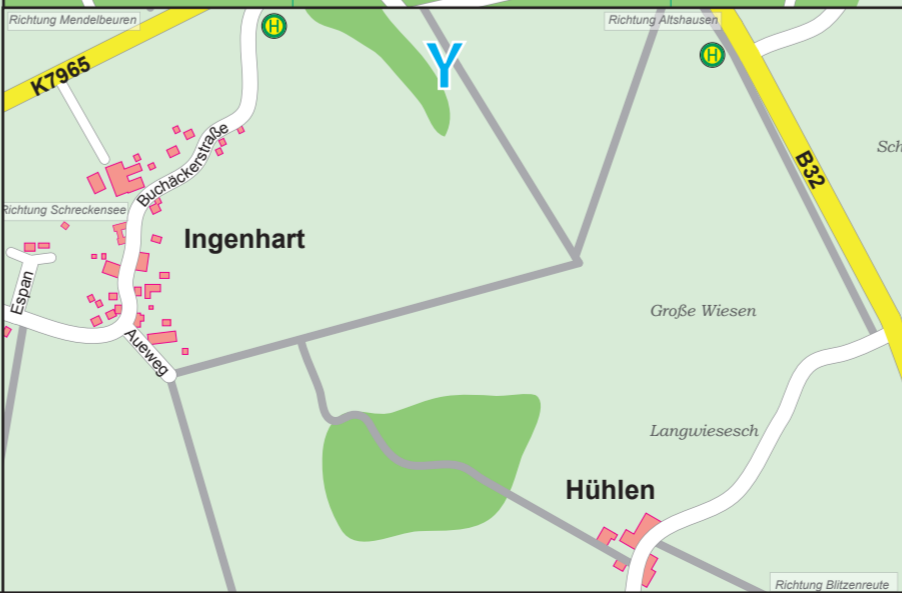 Richtung Mendelbeuren
H
Richtung Altshausen
H
Y
K7965
Sch
B32
Buchäckerstraße
Richtung Schreckensee
Ingenhart
Espan
Große Wiesen
Aueweg
Langwiesesch
Hühlen
Richtung Blitzenreute